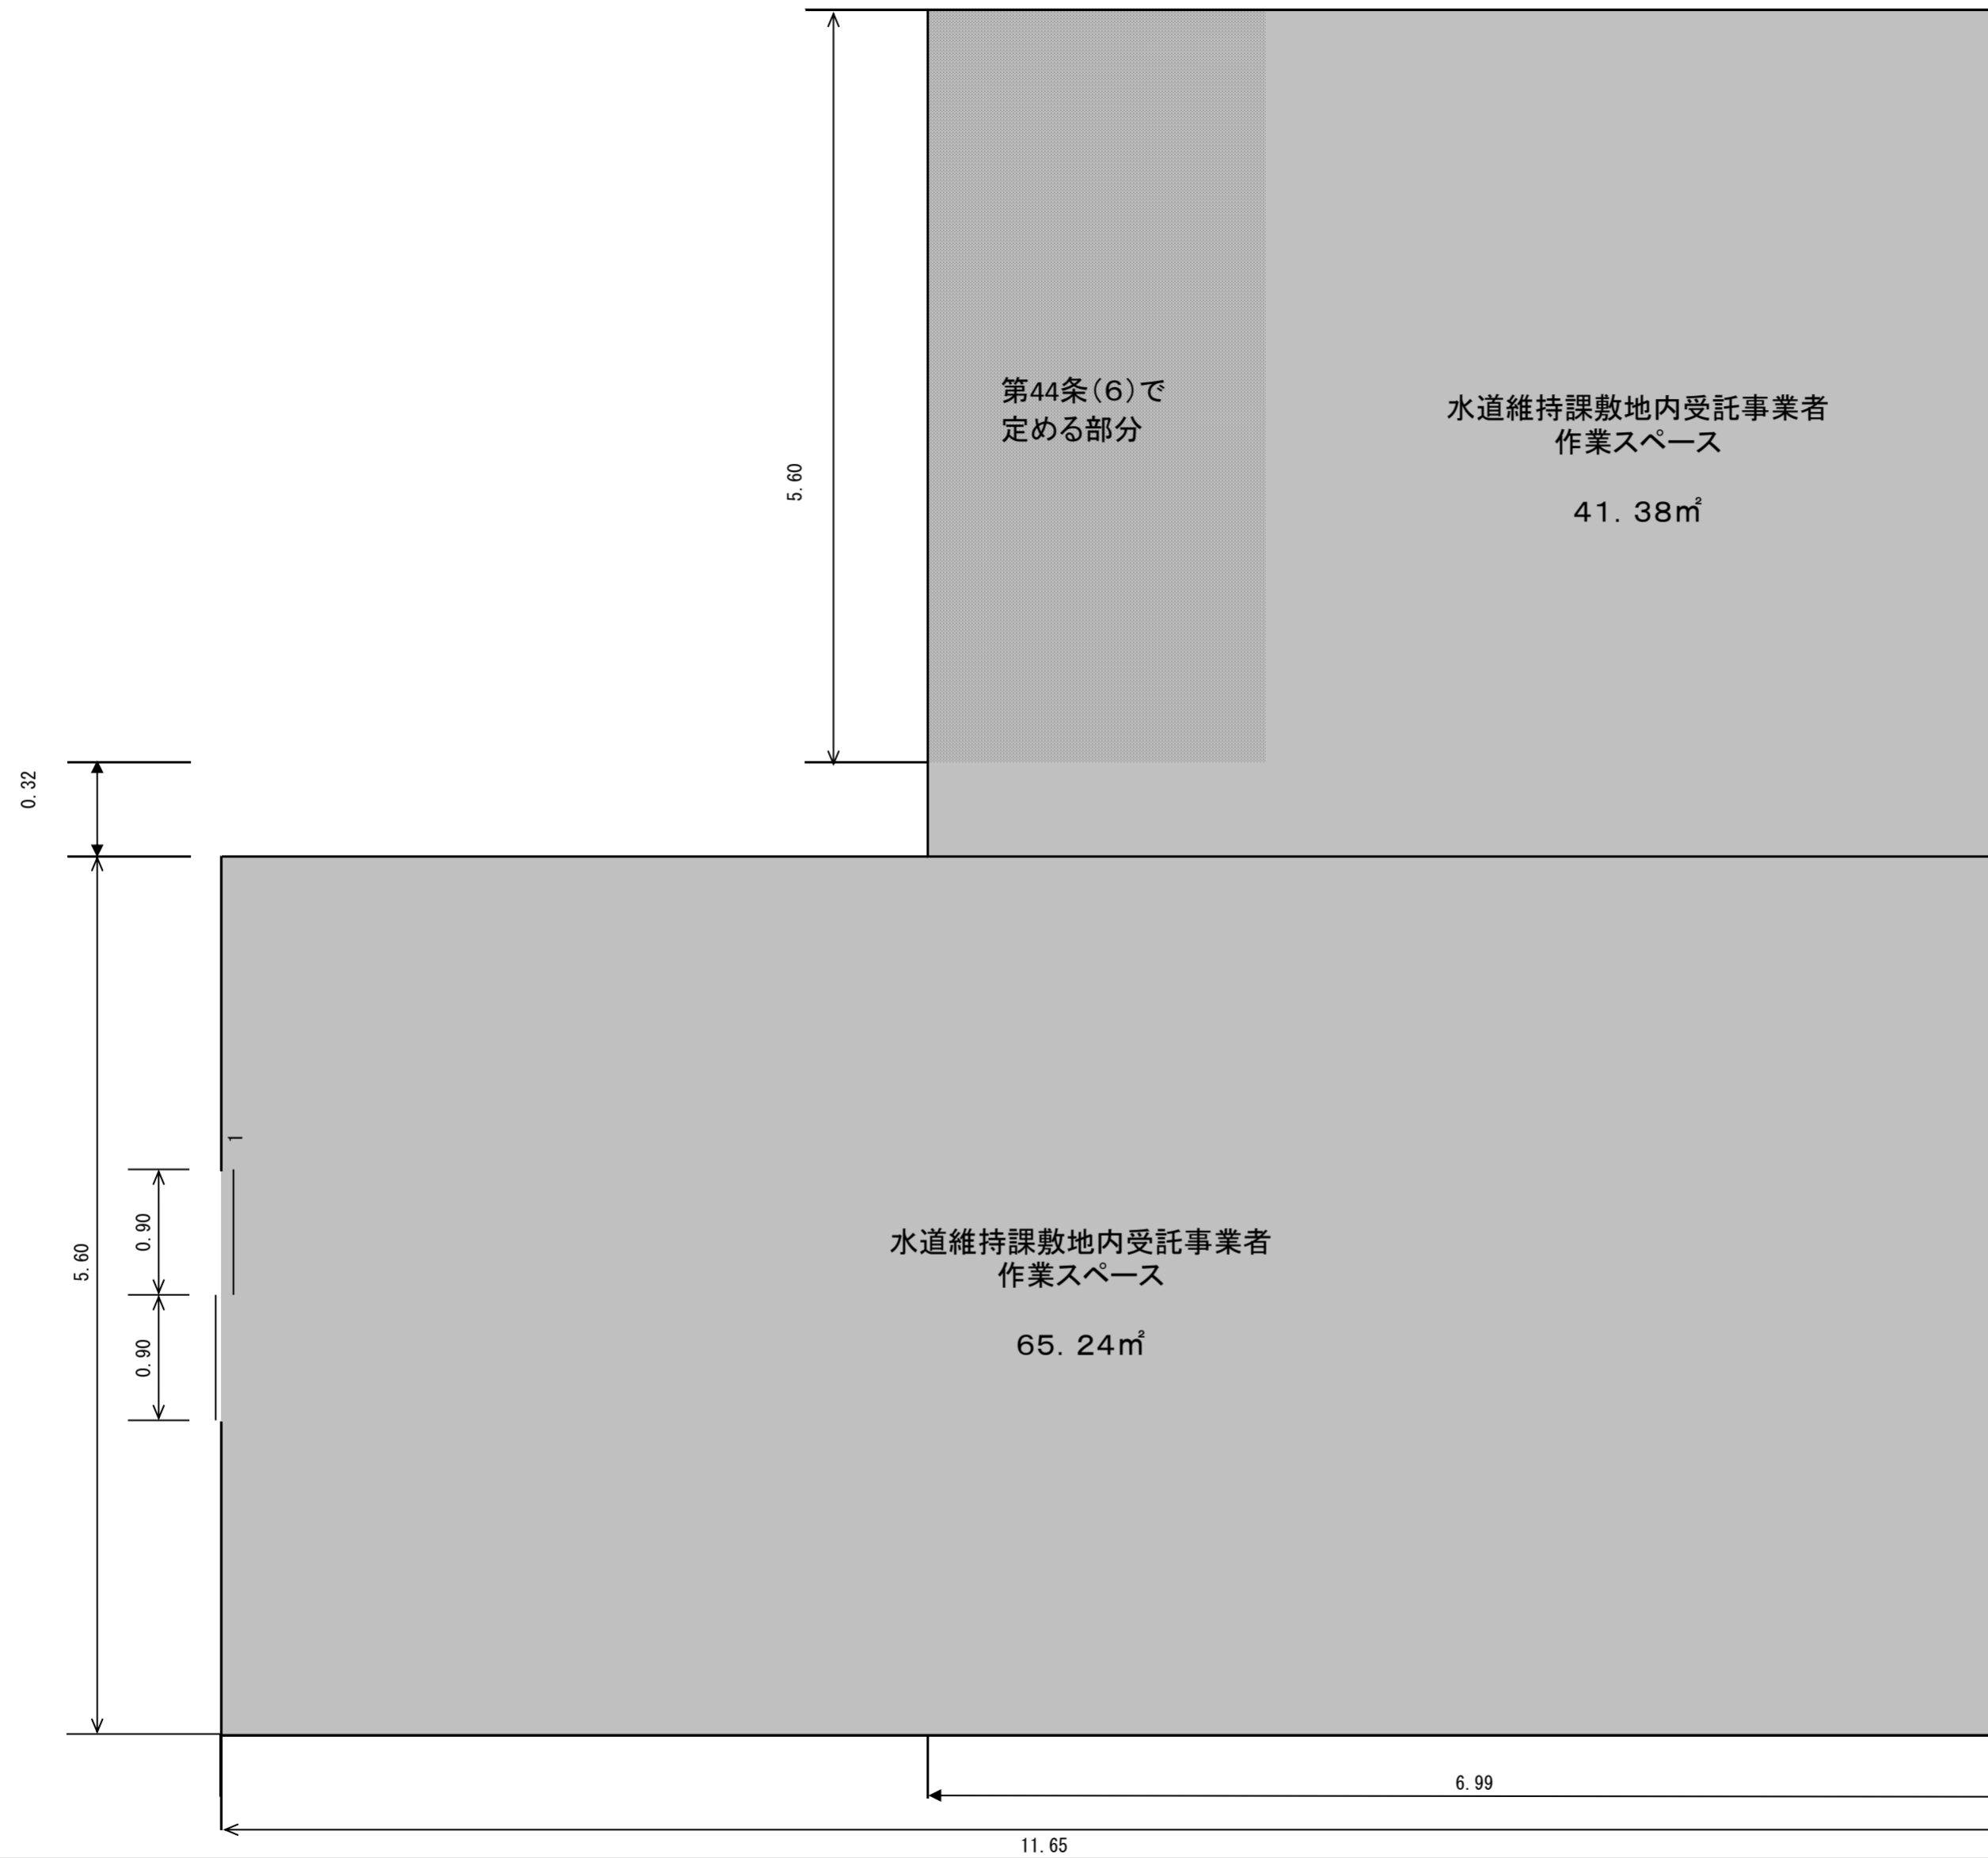 第44条(６)で
定める部分
水道維持課敷地内受託事業者
作業スペース
４１．３８㎡
5.60
0.32
5.60
1
0.90
0.90
水道維持課敷地内受託事業者
作業スペース
６５．２４㎡
6.99
11.65